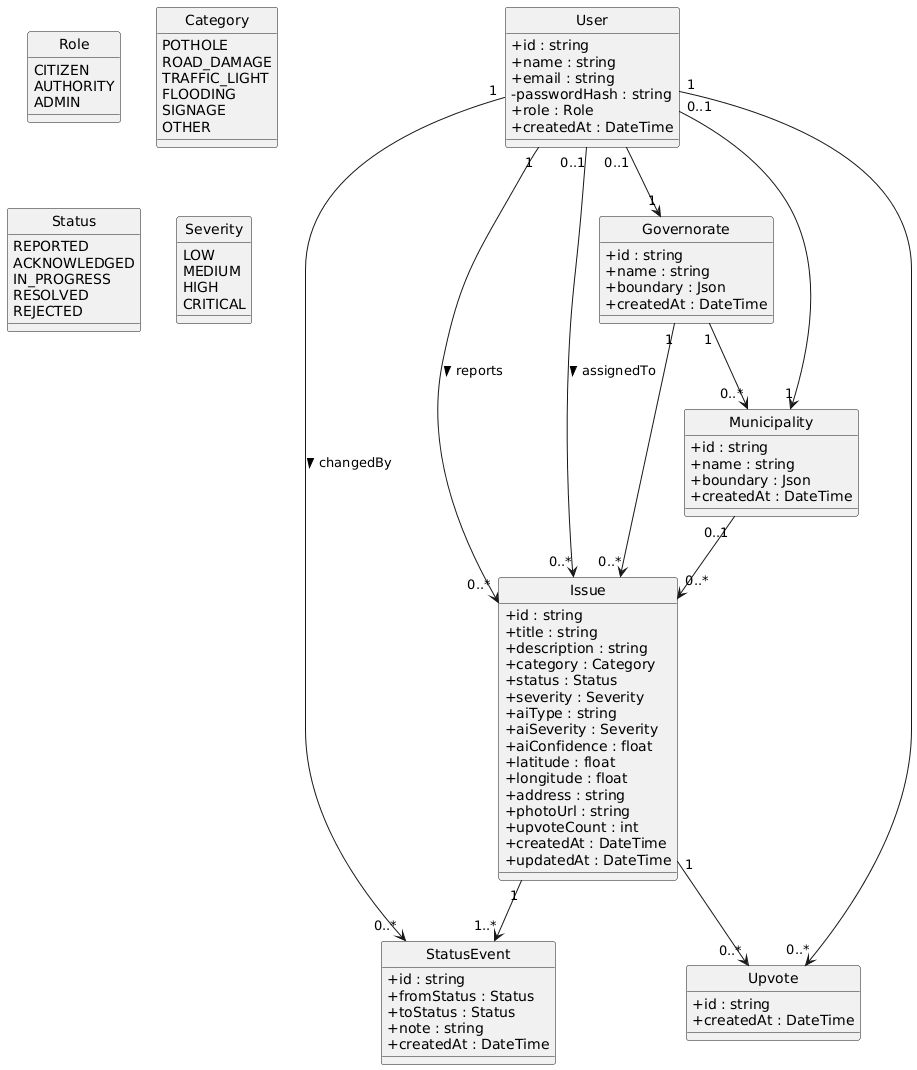 Role
CITIZEN
AUTHORITY
ADMIN
Category
POTHOLE
ROAD_DAMAGE
TRAFFIC_LIGHT
FLOODING
SIGNAGE
OTHER
User
+id : string
+name : string
+email : string
-passwordHash : string
+role : Role
+createdAt : DateTime
1
1
0..1
1
0..1
0..1
Status
REPORTED
ACKNOWLEDGED
IN_PROGRESS
RESOLVED
REJECTED
Severity
LOW
MEDIUM
HIGH
CRITICAL
1
Governorate
+id : string
+name : string
+boundary : Json
+createdAt : DateTime
1
1
reports
assignedTo
0..*
1
Municipality
+id : string
+name : string
+boundary : Json
+createdAt : DateTime
changedBy
0..1
0..*
0..*
0..*
0..*
Issue
+id : string
+title : string
+description : string
+category : Category
+status : Status
+severity : Severity
+aiType : string
+aiSeverity : Severity
+aiConfidence : float
+latitude : float
+longitude : float
+address : string
+photoUrl : string
+upvoteCount : int
+createdAt : DateTime
+updatedAt : DateTime
1
1
0..*
1..*
0..*
0..*
StatusEvent
+id : string
+fromStatus : Status
+toStatus : Status
+note : string
+createdAt : DateTime
Upvote
+id : string
+createdAt : DateTime